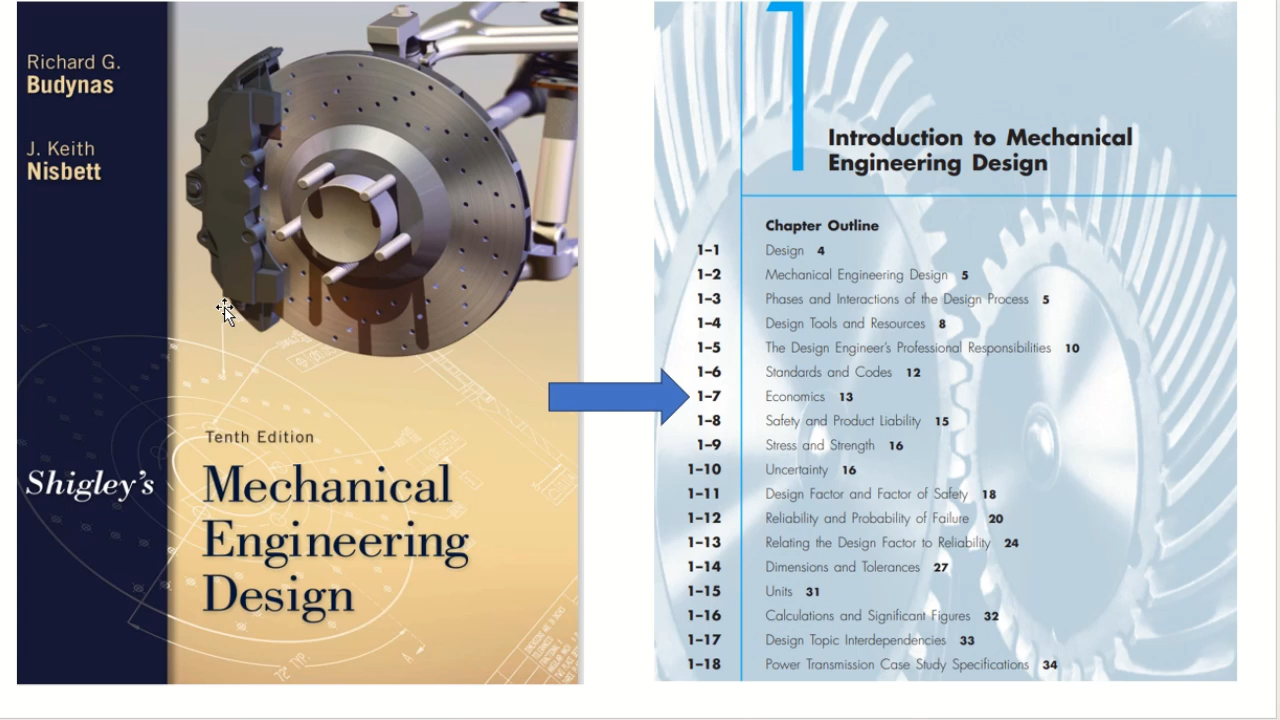 Richard G.
Budynas
J. Keith
Nisbett
Tenth Edition
Shigley's
Mechanical
Engineering
Design
1
Introduction to Mechanical
Engineering Design
Chapter Outline
1–1 Design 4
1–2 Mechanical Engineering Design 5
1–3 Phases and Interactions of the Design Process 5
1–4 Design Tools and Resources 8
1–5 The Design Engineer's Professional Responsibilities 10
1–6 Standards and Codes 12
1–7 Economics 13
1–8 Safety and Product Liability 15
1–9 Stress and Strength 16
1–10 Uncertainty 16
1–11 Design Factor and Factor of Safety 18
1–12 Reliability and Probability of Failure 20
1–13 Relating the Design Factor to Reliability 24
1–14 Dimensions and Tolerances 27
1–15 Units 31
1–16 Calculations and Significant Figures 32
1–17 Design Topic Interdependencies 33
1–18 Power Transmission Case Study Specifications 34